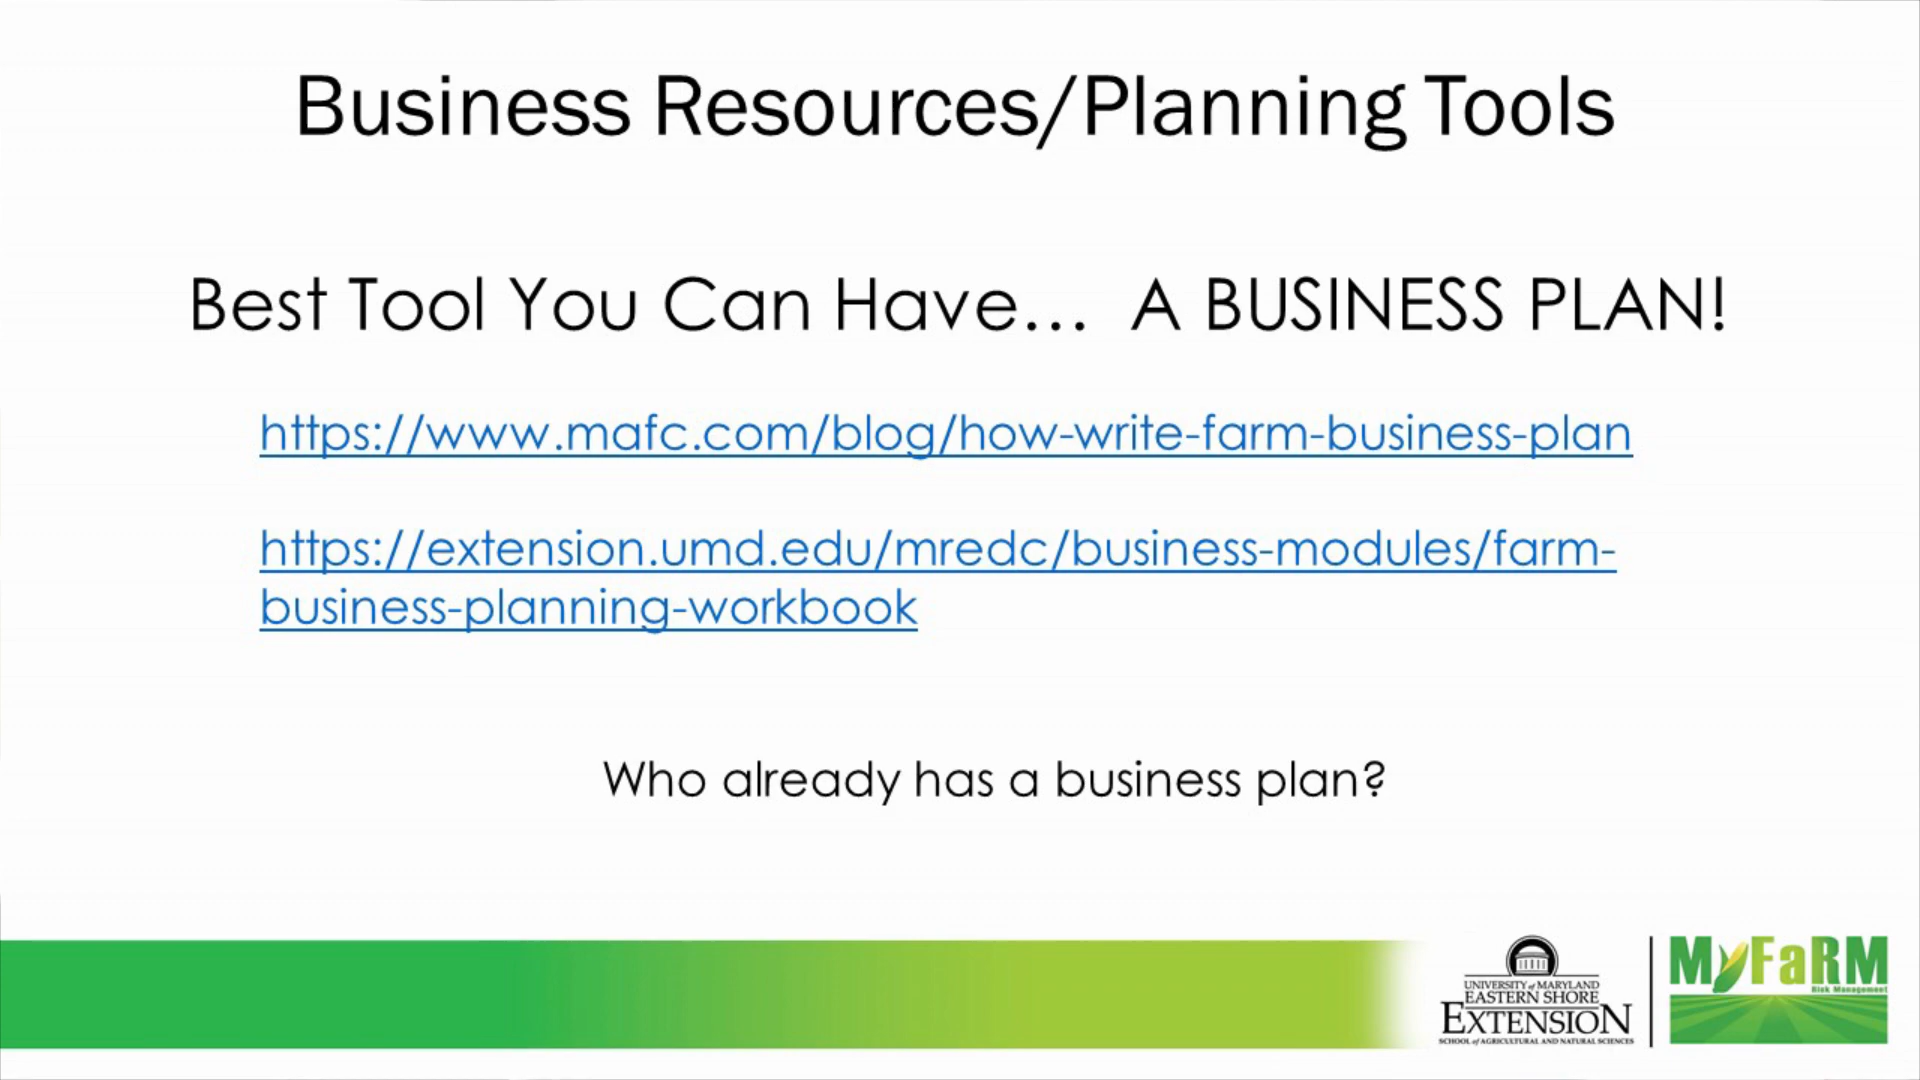 Business Resources/Planning Tools
Best Tool You Can Have... A BUSINESS PLAN!
https://www.mafc.com/blog/how-write-farm-business-plan
https://extension.umd.edu/mredc/business-modules/farm-
business-planning-workbook
Who already has a business plan?
UNIVERSITY of MARYLAND
EASTERN SHORE
EXTENSION
SCHOOL of AGRICULTURAL AND NATURAL SCIENCES
MyFaRM
Risk Management